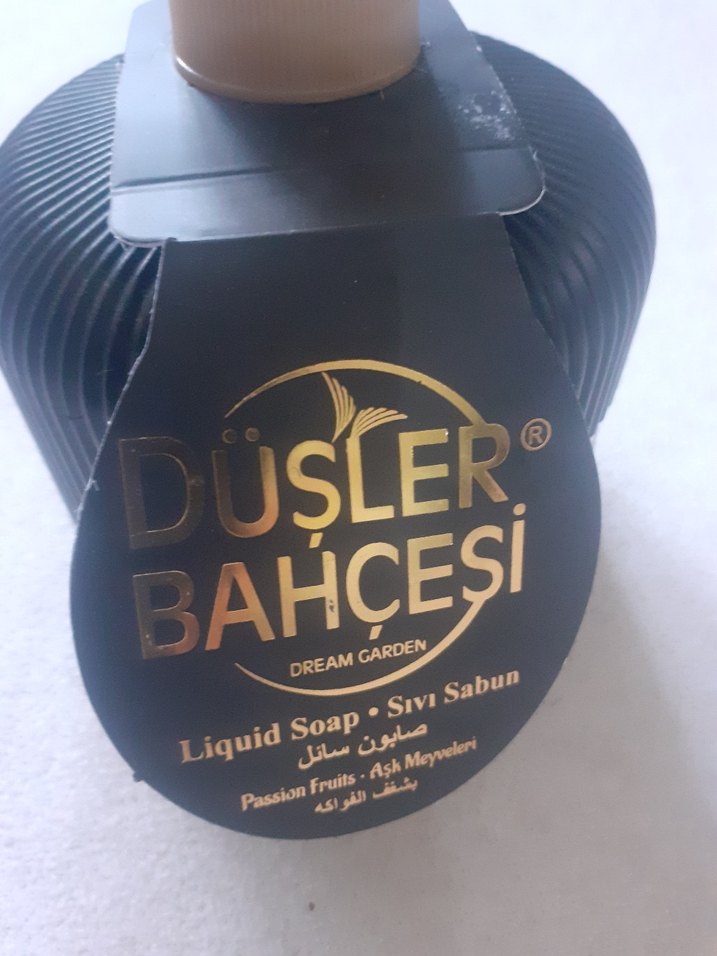 DÜŞLER®
BAHÇESİ
DREAM GARDEN
Liquid Soap • Sıvı Sabun
صابون سائل
Passion Fruits · Aşk Meyveleri
بشغف الفواكه